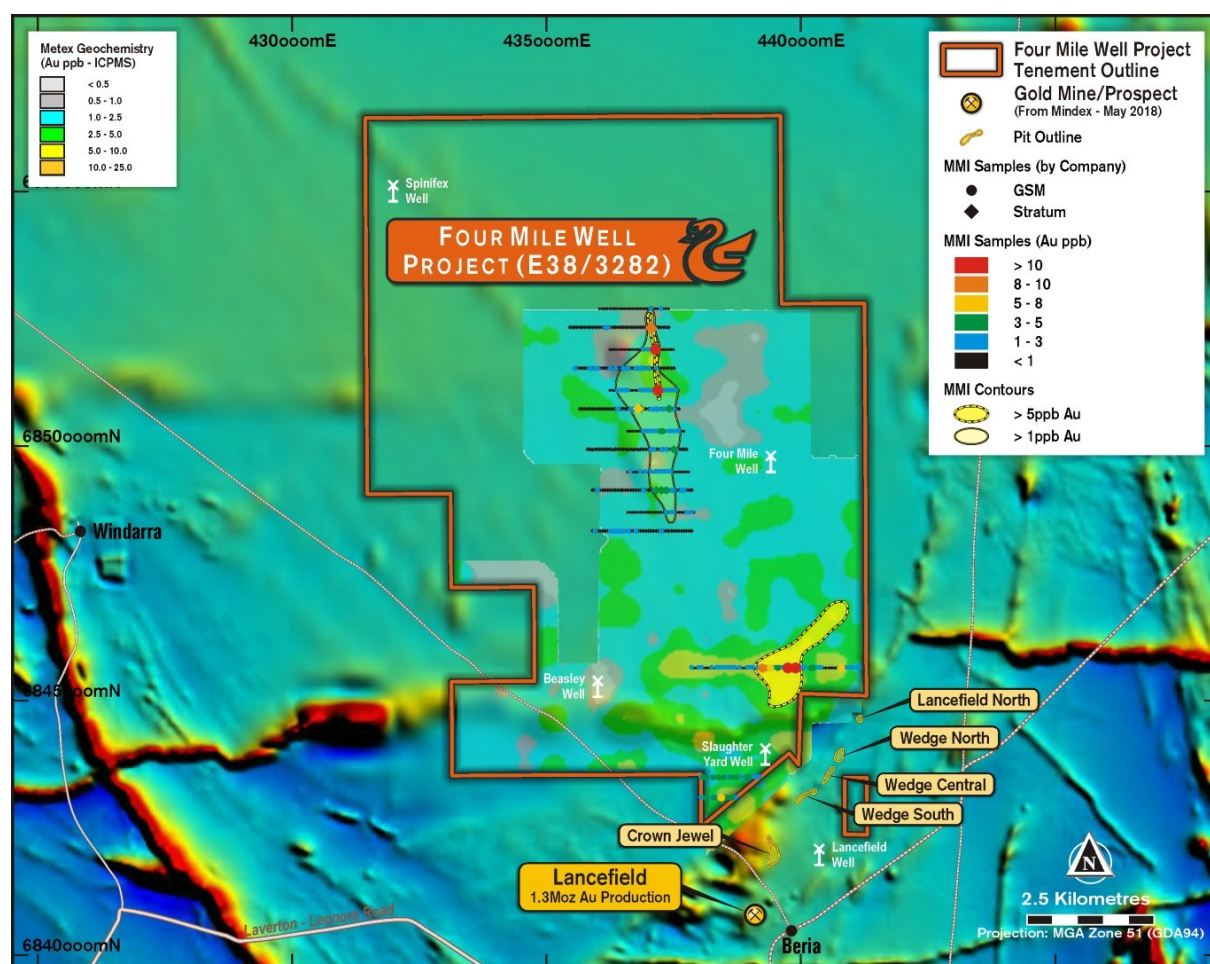 430000mE
435000mE
440000mE
Metex Geochemistry
(Au ppb - ICPMS)
< 0.5
0.5 - 1.0
1.0 - 2.5
2.5 - 5.0
5.0 - 10.0
10.0 - 25.0
Four Mile Well Project
Tenement Outline
Gold Mine/Prospect
(From Mindex - May 2018)
Pit Outline
MMI Samples (by Company)
GSM
Stratum
MMI Samples (Au ppb)
> 10
8 - 10
5 - 8
3 - 5
1 - 3
< 1
MMI Contours
> 5ppb Au
> 1ppb Au
Spinifex
Well
FOUR MILE WELL
PROJECT (E38/3282)
6850000mN
Four Mile
Well
Windarra
Beasley
Well
6845000mN
Lancefield North
Wedge North
Slaughter
Yard Well
Wedge Central
Wedge South
Crown Jewel
Lancefield
Well
Lancefield
1.3Moz Au Production
N
2.5 Kilometres
Projection: MGA Zone 51 (GDA94)
Laverton - Leonore Road
Beria
6840000mN